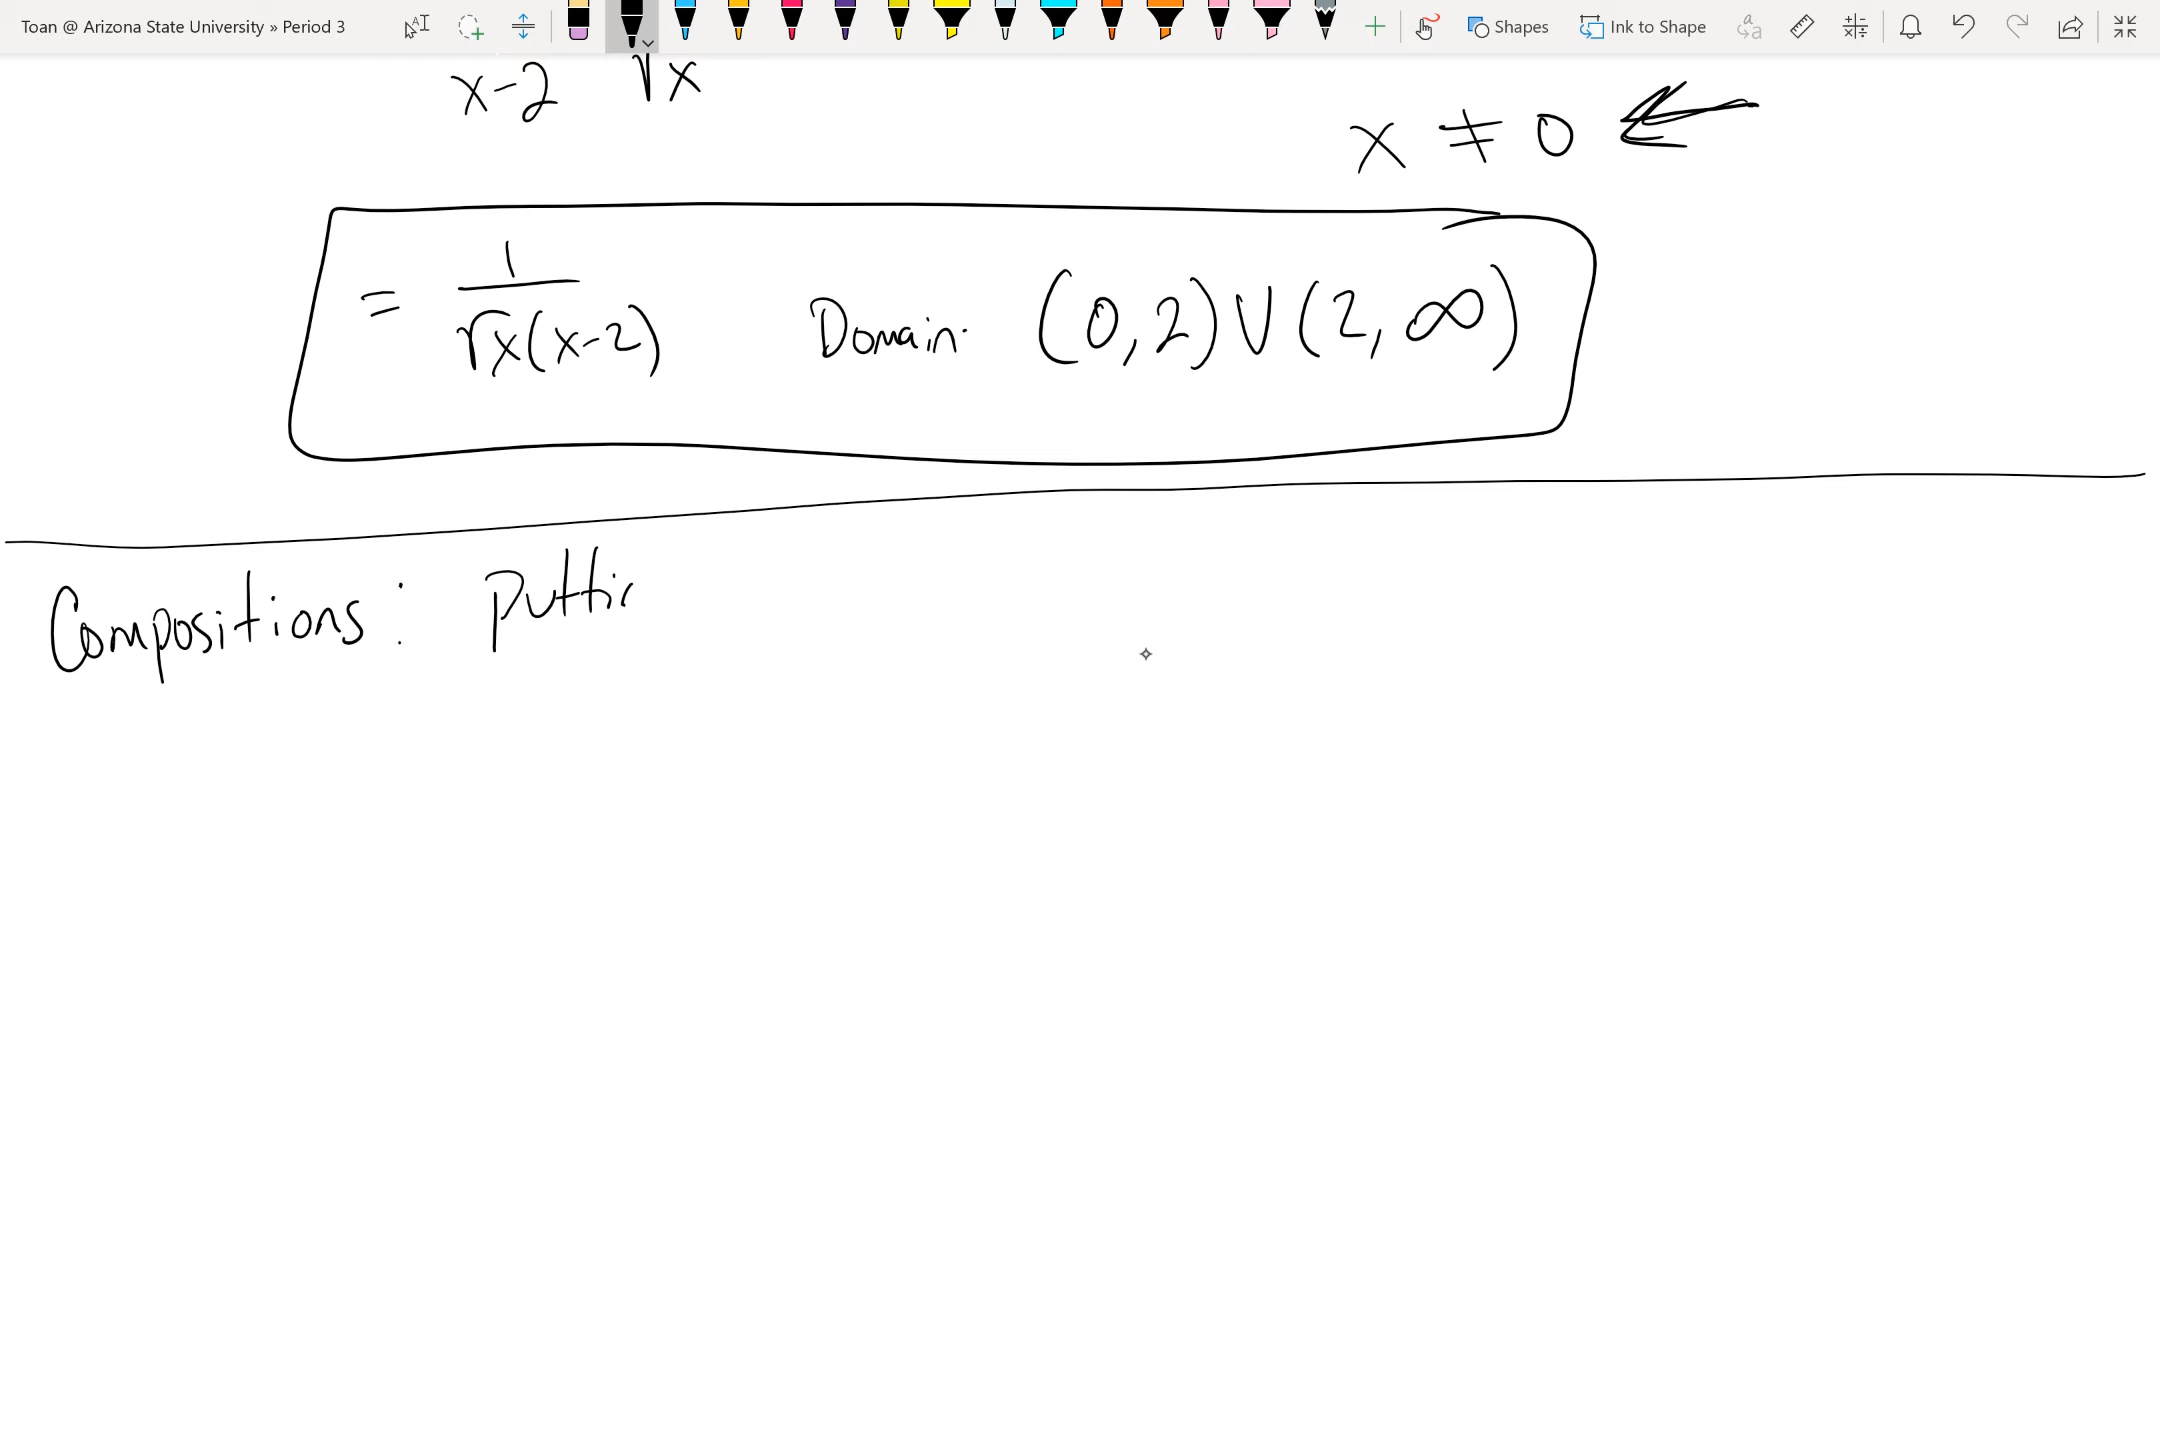 Toan @ Arizona State University » Period 3 Shapes Ink to Shape
x-2 √x
x ≠ 0
= 1/√x(x-2) Domain: (0,2)∪(2,∞)
Compositions: Putti